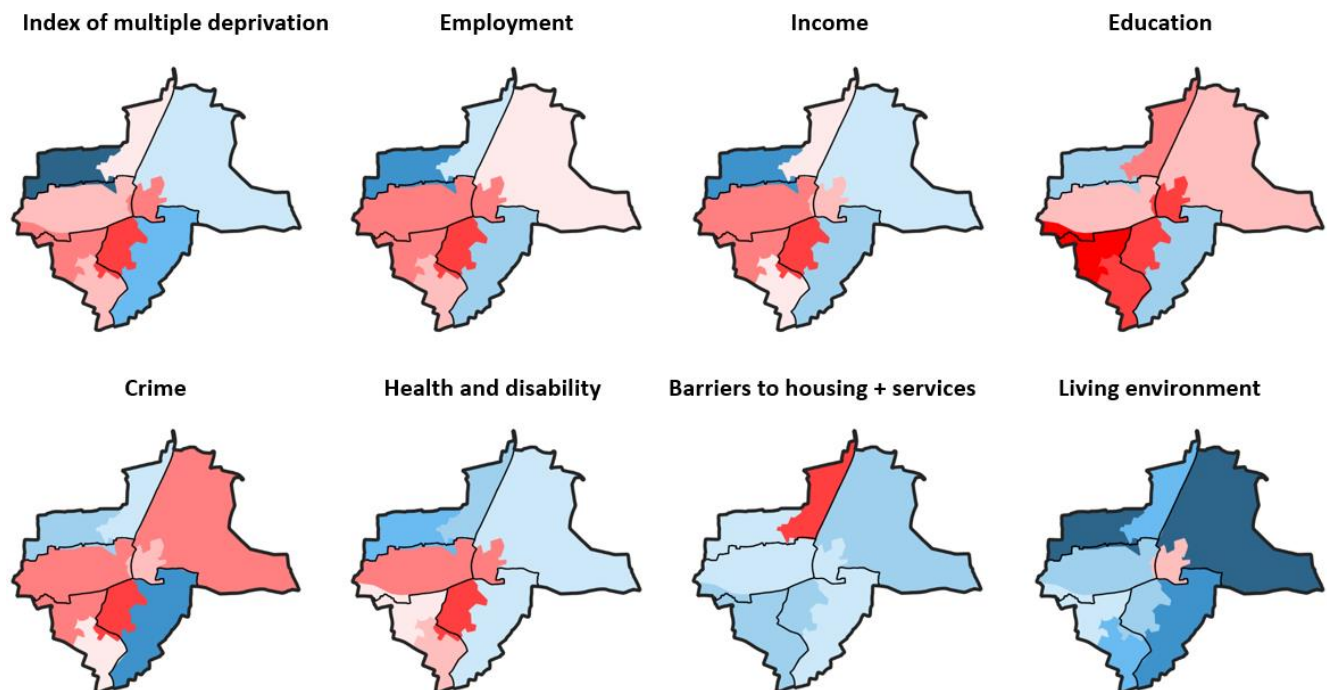 Index of multiple deprivation
Employment
Income
Education
Crime
Health and disability
Barriers to housing + services
Living environment